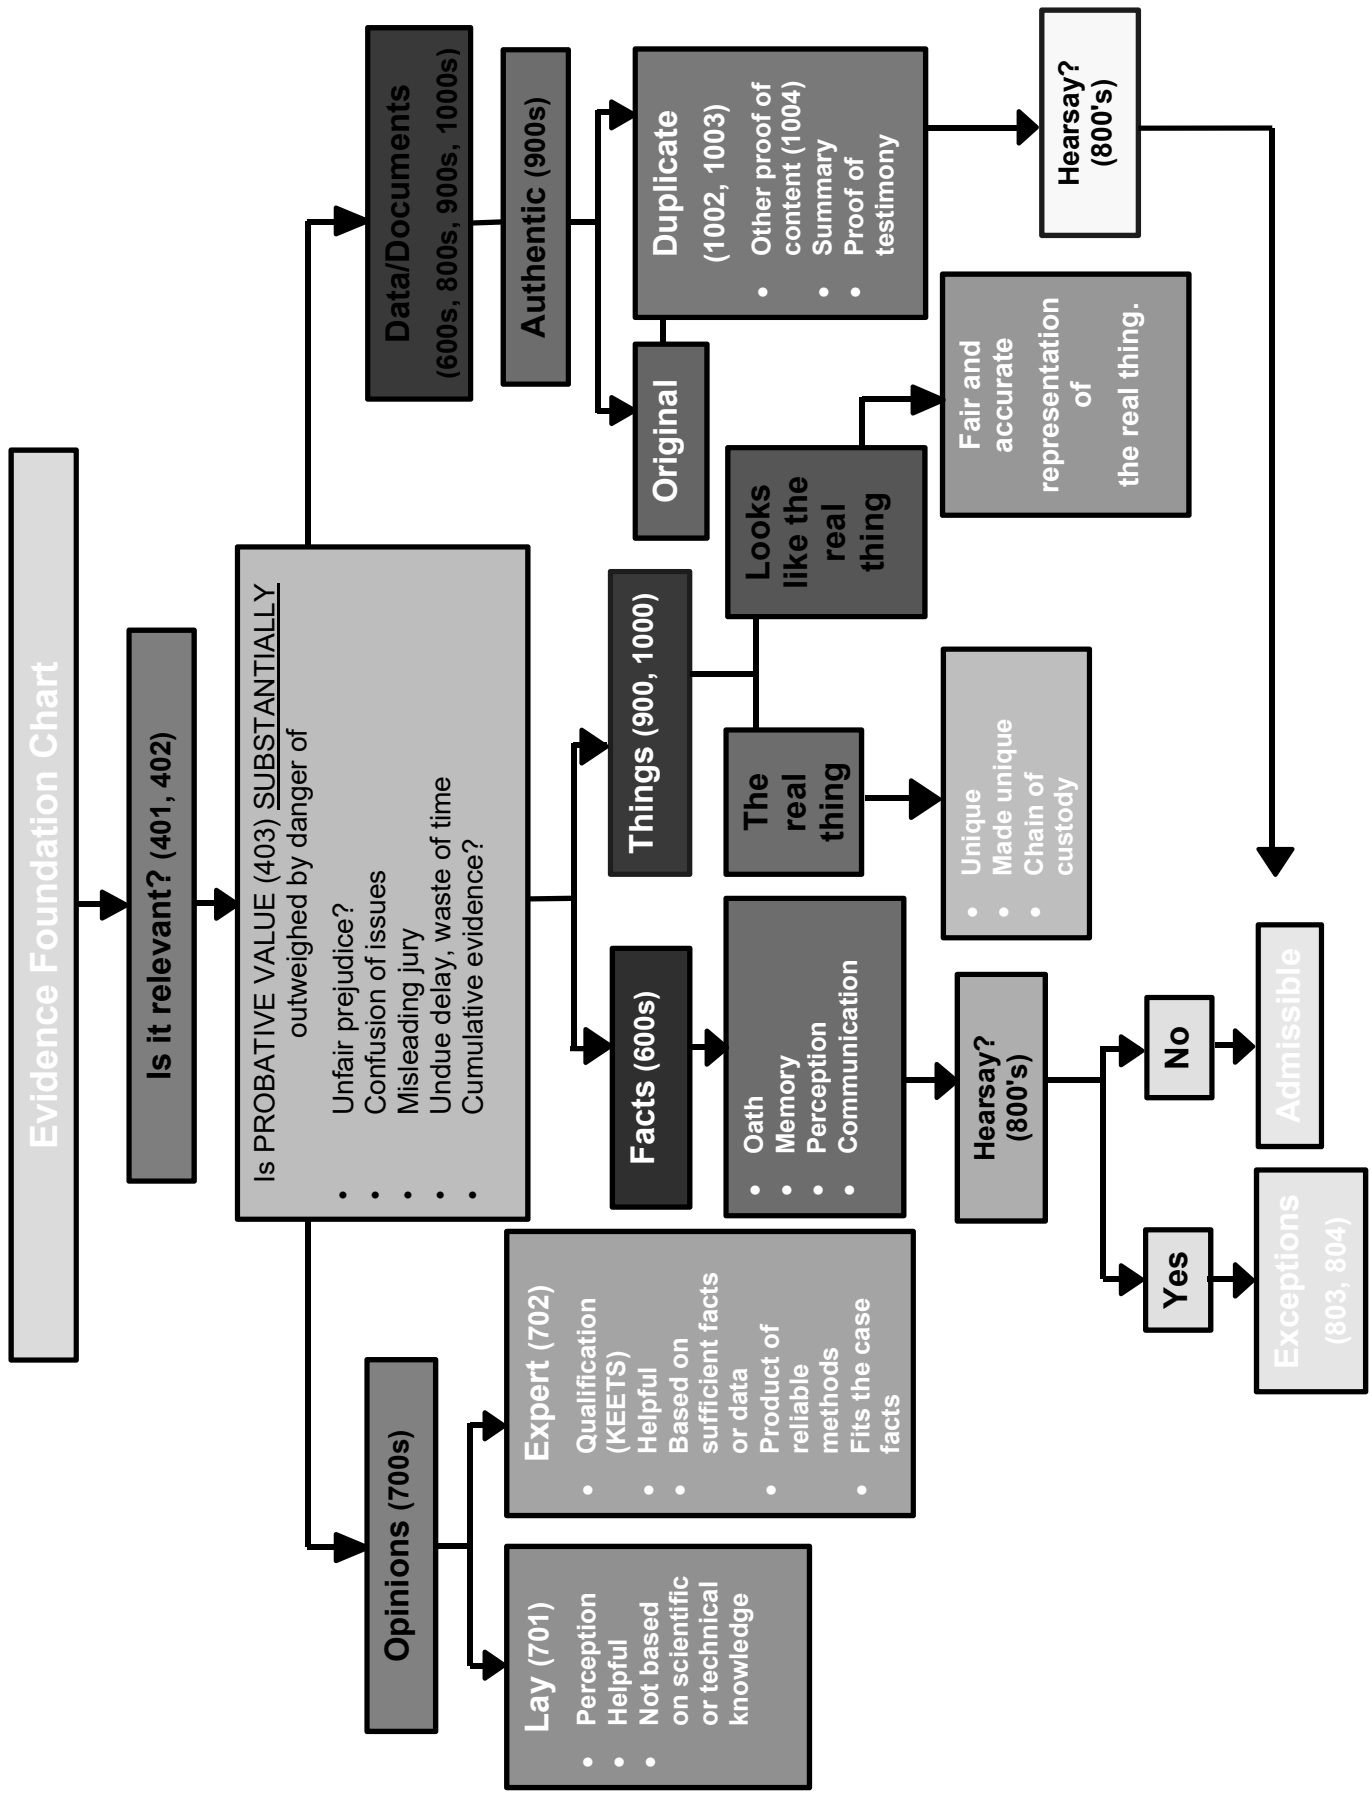 Evidence Foundation Chart
Is it relevant? (401, 402)
Is PROBATIVE VALUE (403) SUBSTANTIALLY
outweighed by danger of
• Unfair prejudice?
• Confusion of issues
• Misleading jury
• Undue delay, waste of time
• Cumulative evidence?
Opinions (700s)
Lay (701)
• Perception
• Helpful
• Not based
on scientific
or technical
knowledge
Expert (702)
• Qualification
(KEETS)
• Helpful
• Based on
sufficient facts
or data
• Product of
reliable
methods
• Fits the case
facts
Facts (600s)
• Oath
• Memory
• Perception
• Communication
Hearsay?
(800's)
Yes
No
Exceptions
(803, 804)
Admissible
Things (900, 1000)
The
real
thing
• Unique
• Made unique
• Chain of
custody
Looks
like the
real
thing
Fair and
accurate
representation
of
the real thing.
Data/Documents
(600s, 800s, 900s, 1000s)
Authentic (900s)
Original
Duplicate
(1002, 1003)
• Other proof of
content (1004)
• Summary
• Proof of
testimony
Hearsay?
(800's)